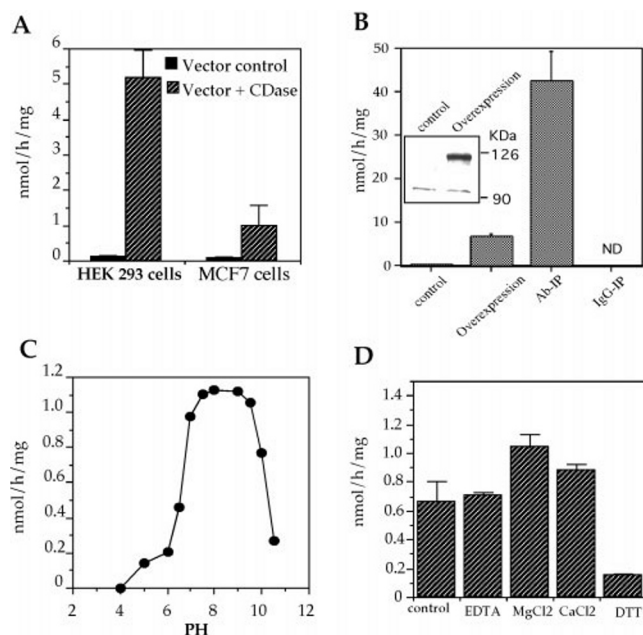 A
nmol/h/mg
6
5
4
3
2
1
0
Vector control
Vector + CDase
HEK 293 cells
MCF7 cells
B
nmol/h/mg
50
40
30
20
10
0
control
Overexpression
KDa
126
90
ND
control
Overexpression
Ab-IP
IgG-IP
C
nmol/h/mg
1.2
1.0
0.8
0.6
0.4
0.2
0
2 4 6 8 10 12
PH
D
nmol/h/mg
1.4
1.2
1.0
0.8
0.6
0.4
0.2
0
control EDTA MgCl2 CaCl2 DTT